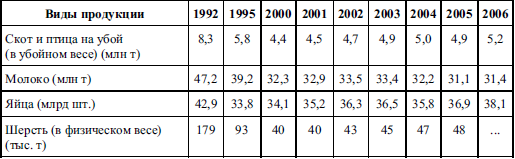 Виды продукции 1992 1995 2000 2001 2002 2003 2004 2005 2006
Скот и птица на убой
(в убойном весе) (млн т) 8,3 5,8 4,4 4,5 4,7 4,9 5,0 4,9 5,2
Молоко (млн т) 47,2 39,2 32,3 32,9 33,5 33,4 32,2 31,1 31,4
Яйца (млрд шт.) 42,9 33,8 34,1 35,2 36,3 36,5 35,8 36,9 38,1
Шерсть (в физическом весе)
(тыс. т) 179 93 40 40 43 45 47 48 ...